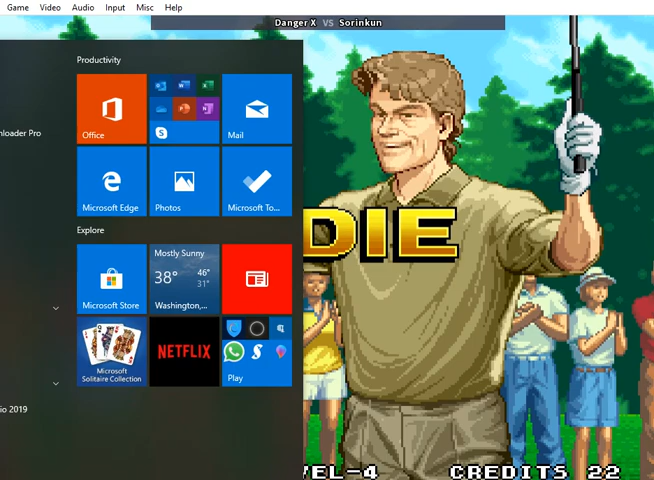 Game Video Audio Input Misc Help
Danger X VS Sorinkun
Productivity
nloader Pro
Office
Mail
Microsoft Edge
Photos
Microsoft To...
DIE
Explore
Microsoft Store
Mostly Sunny
38°
46°
31°
Washington,...
Microsoft
Solitaire Collection
NETFLIX
Play
io 2019
VEL-4
CREDITS 22